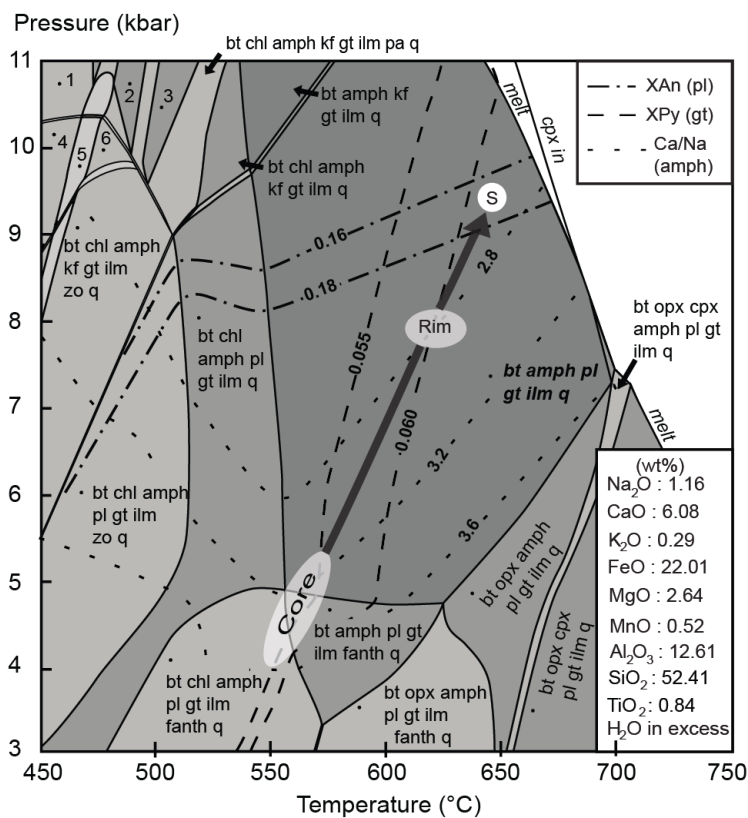 Pressure (kbar)
bt chl amph kf gt ilm pa q
11
10
9
8
7
6
5
4
3
1
2
3
4
5
6
bt amph kf
gt ilm q
bt chl amph
kf gt ilm q
melt
cpx in
XAn (pl)
XPy (gt)
Ca/Na
(amph)
S
0.16
0.18
2.8
bt chl amph
kf gt ilm
zo q
bt chl
amph pl
gt ilm q
Rim
0.055
0.060
bt amph pl
gt ilm q
bt opx cpx
amph pl gt
ilm q
melt
3.2
3.6
bt chl amph
pl gt ilm
zo q
Core
bt amph pl gt
ilm fanth q
bt chl amph
pl gt ilm
fanth q
bt opx amph
pl gt ilm
fanth q
bt opx amph
pl gt ilm q
bt opx cpx
pl gt ilm q
(wt%)
Na2O : 1.16
CaO : 6.08
K2O : 0.29
FeO : 22.01
MgO : 2.64
MnO : 0.52
Al2O3 : 12.61
SiO2 : 52.41
TiO2 : 0.84
H2O in excess
450 500 550 600 650 700 750
Temperature (°C)